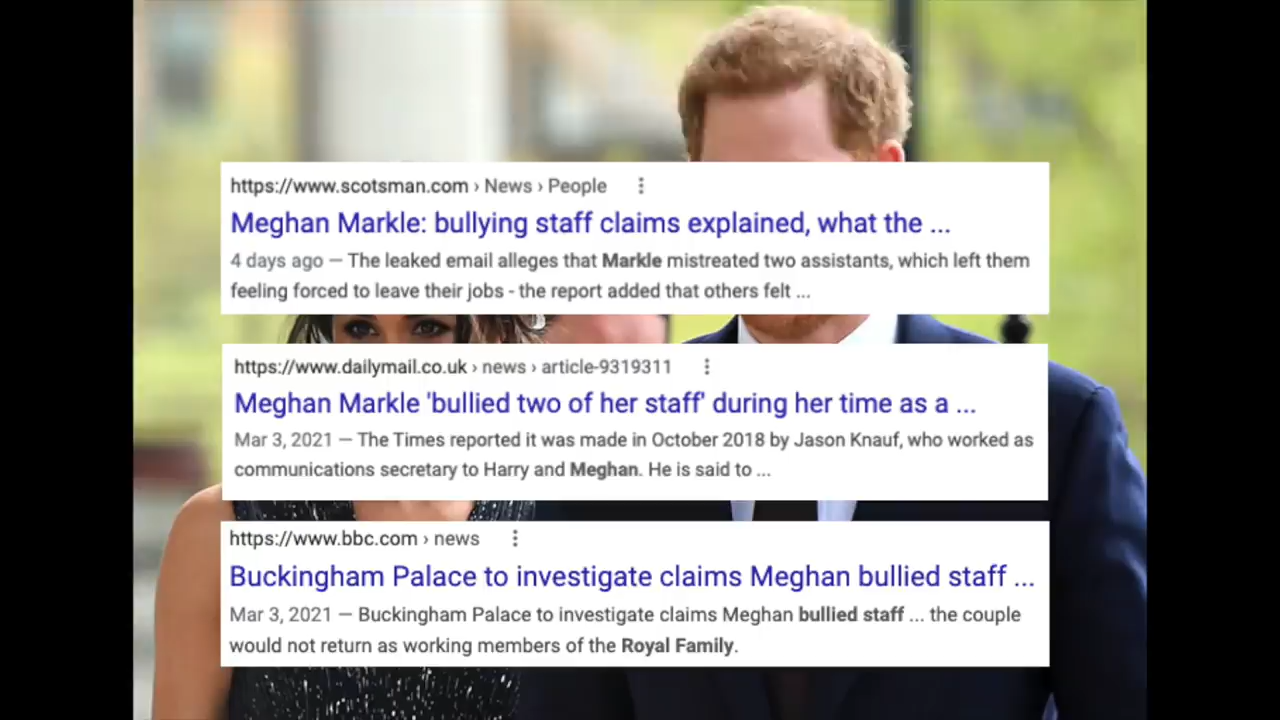 https://www.scotsman.com › News › People
Meghan Markle: bullying staff claims explained, what the ...
4 days ago — The leaked email alleges that Markle mistreated two assistants, which left them
feeling forced to leave their jobs - the report added that others felt ...
https://www.dailymail.co.uk › news › article-9319311
Meghan Markle 'bullied two of her staff' during her time as a ...
Mar 3, 2021 — The Times reported it was made in October 2018 by Jason Knauf, who worked as
communications secretary to Harry and Meghan. He is said to ...
https://www.bbc.com › news
Buckingham Palace to investigate claims Meghan bullied staff ...
Mar 3, 2021 — Buckingham Palace to investigate claims Meghan bullied staff ... the couple
would not return as working members of the Royal Family.